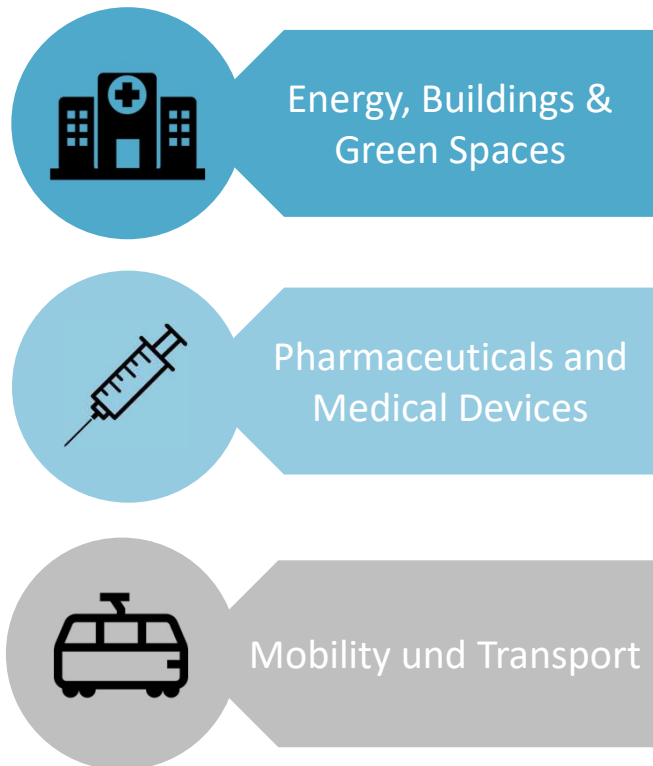 Energy, Buildings &
Green Spaces
Pharmaceuticals and
Medical Devices
Mobility und Transport